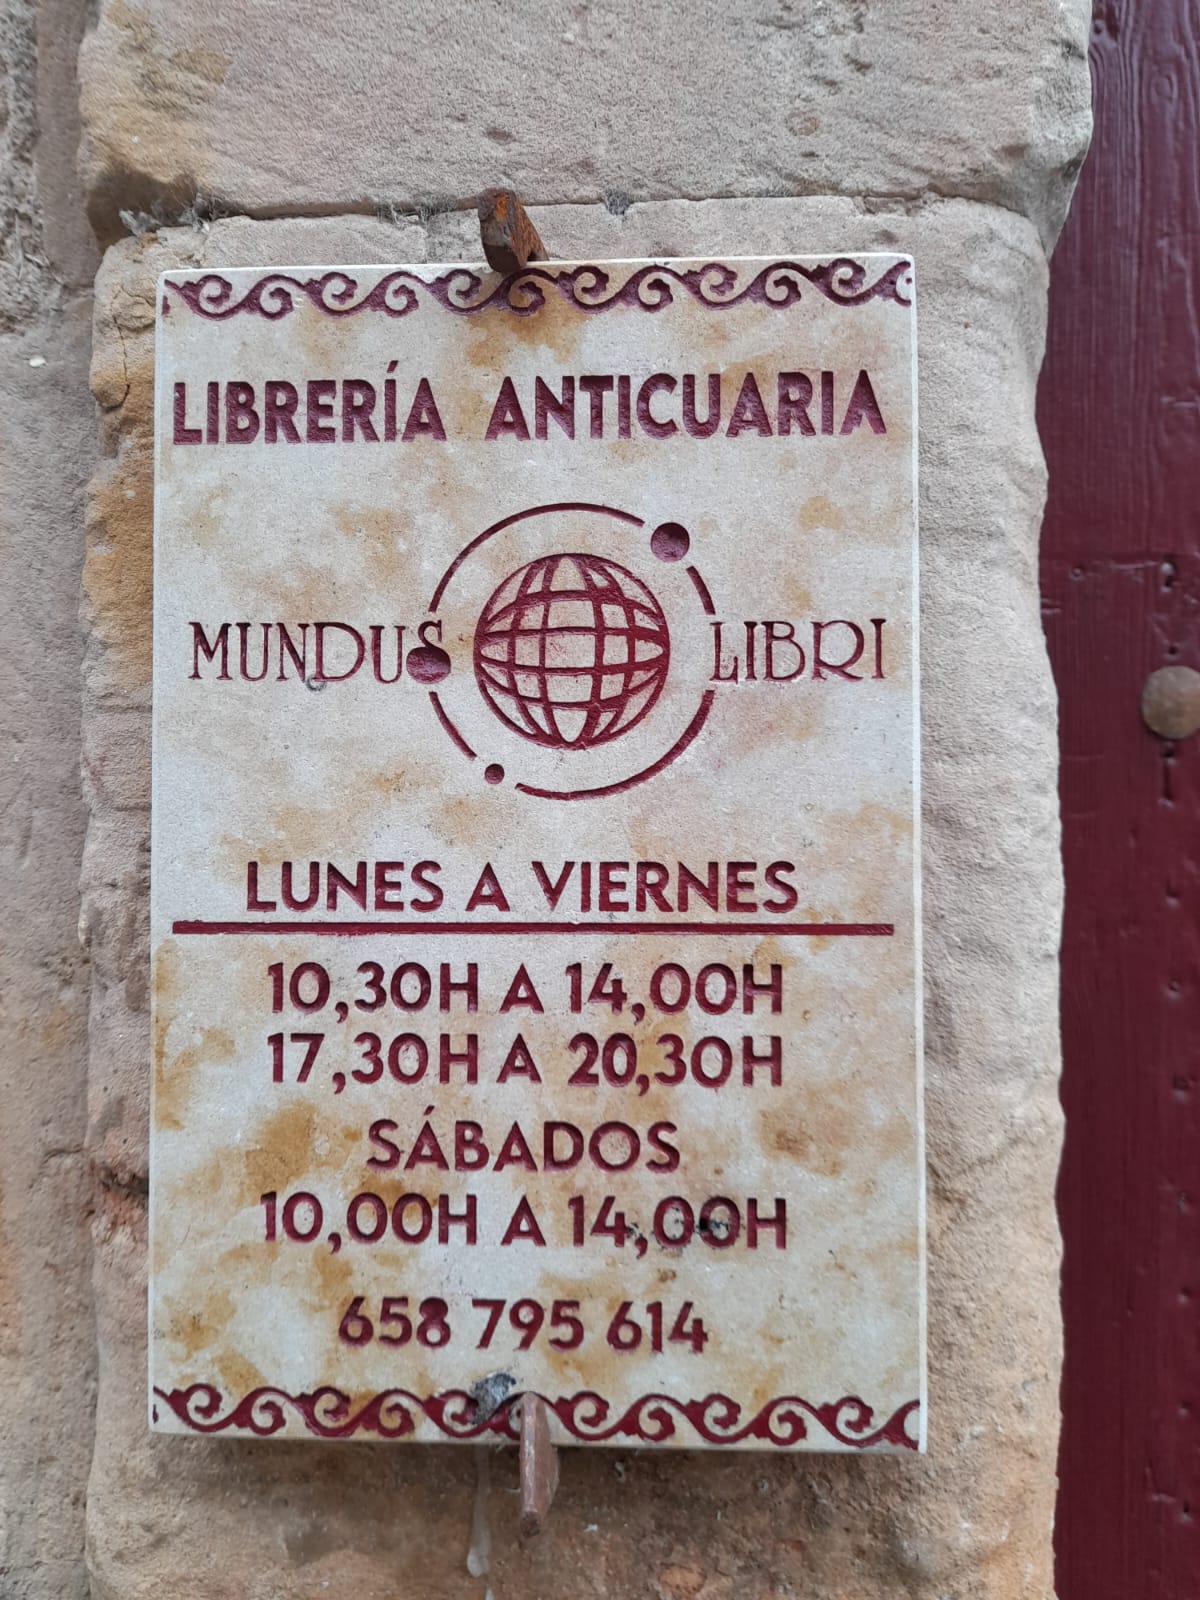 LIBRERÍA ANTICUARIA
MUNDUS LIBRI
LUNES A VIERNES
10,30H A 14,00H
17,30H A 20,30H
SÁBADOS
10,00H A 14,00H
658 795 614